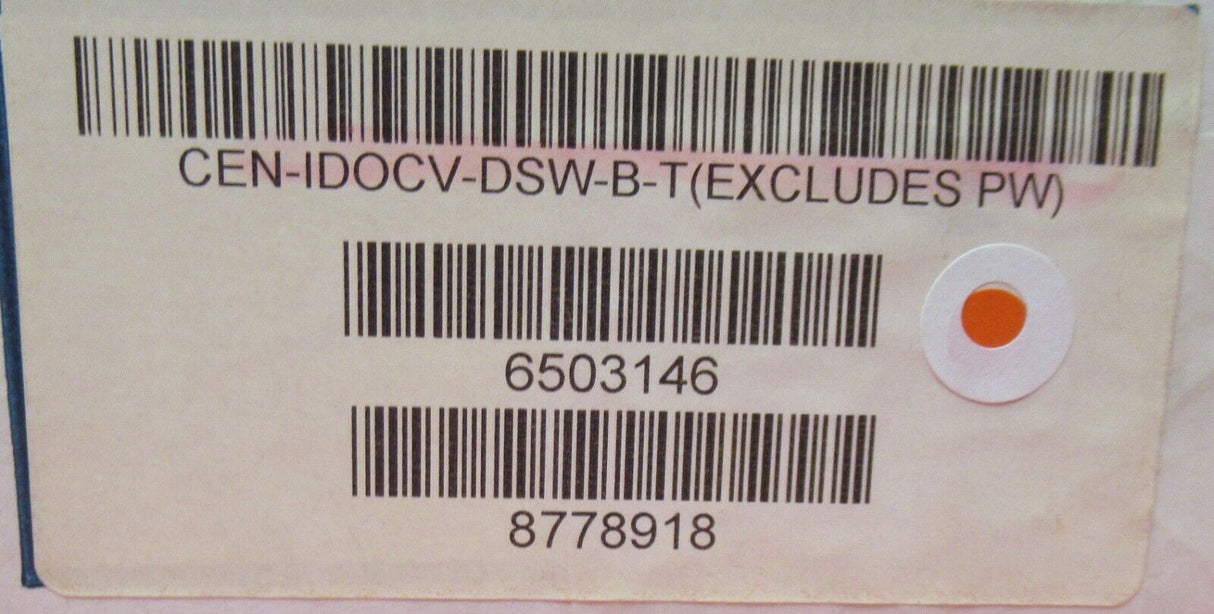 CEN-IDOCV-DSW-B-T(EXCLUDES PW)
6503146
8778918